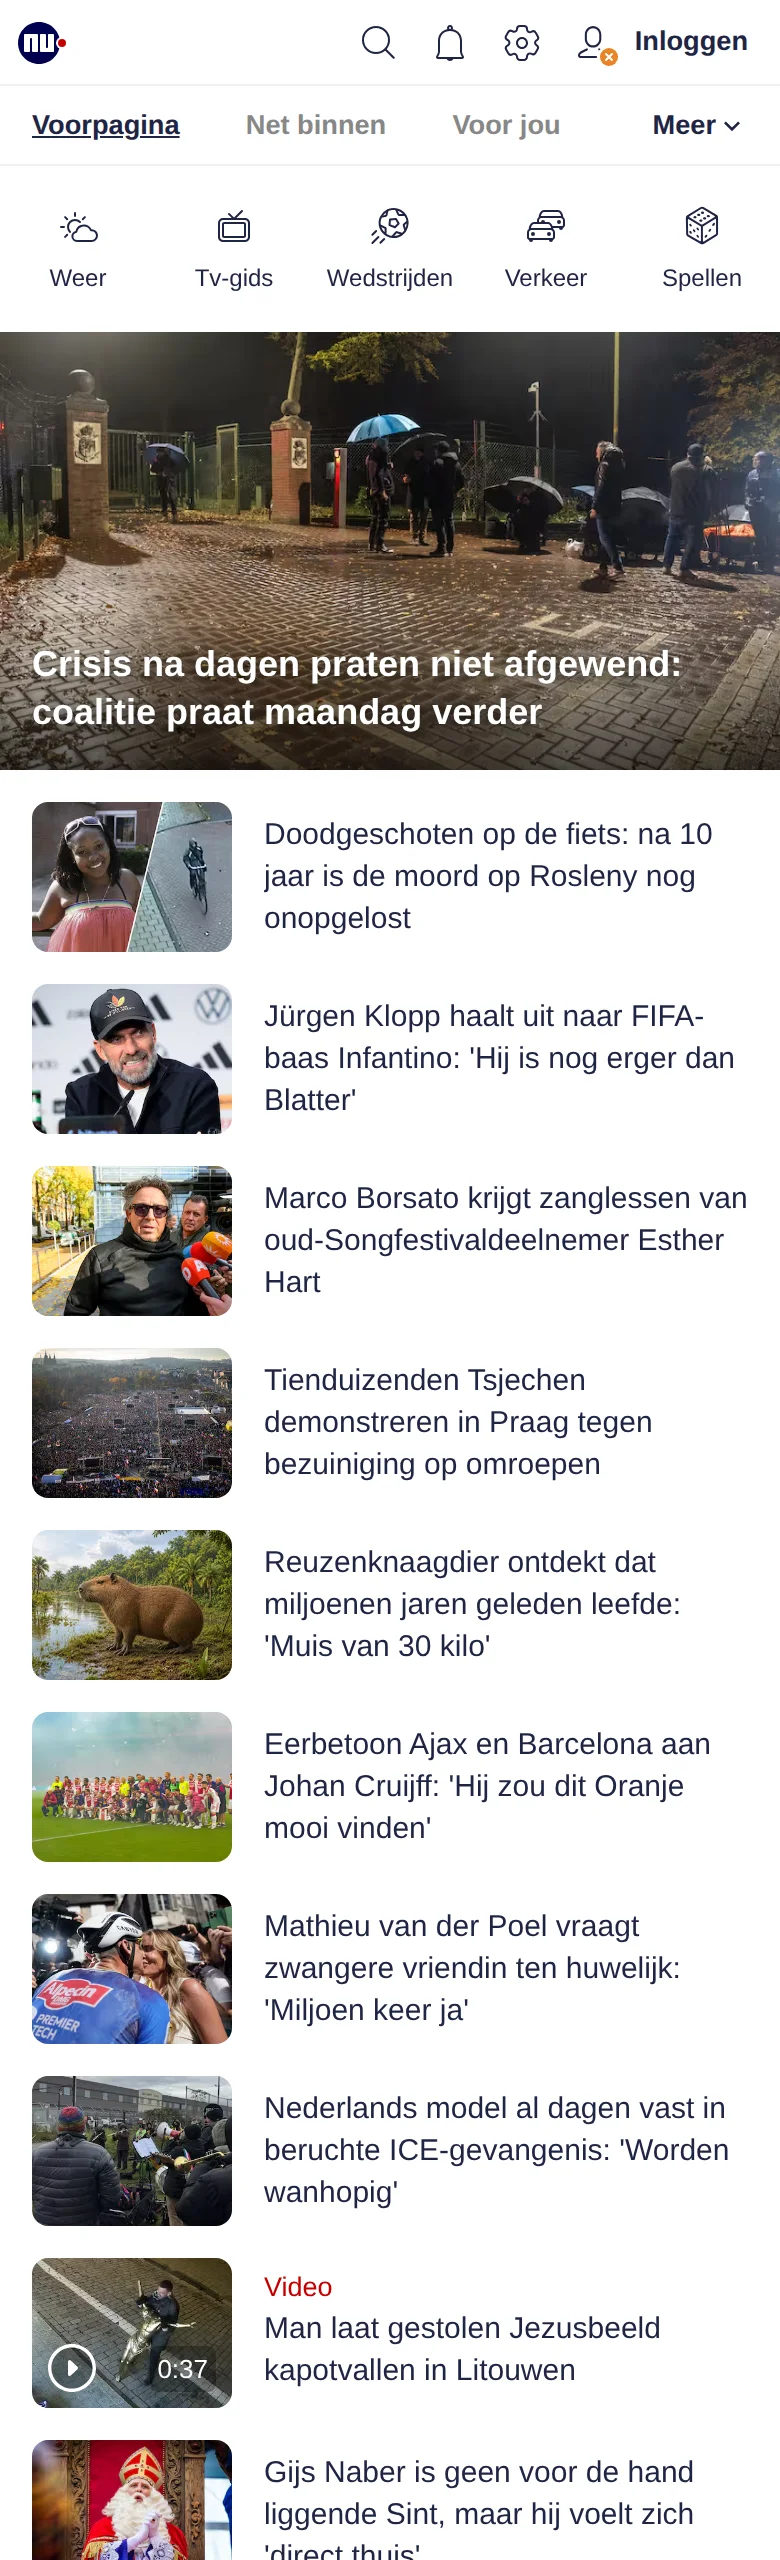 nu
Inloggen
Voorpagina
Net binnen
Voor jou
Meer
Weer
Tv-gids
Wedstrijden
Verkeer
Spellen
Crisis na dagen praten niet afgewend:
coalitie praat maandag verder
Doodgeschoten op de fiets: na 10
jaar is de moord op Rosleny nog
onopgelost
Jürgen Klopp haalt uit naar FIFA-
baas Infantino: 'Hij is nog erger dan
Blatter'
Marco Borsato krijgt zanglessen van
oud-Songfestivaldeelnemer Esther
Hart
Tienduizenden Tsjechen
demonstreren in Praag tegen
bezuiniging op omroepen
Reuzenknaagdier ontdekt dat
miljoenen jaren geleden leefde:
'Muis van 30 kilo'
Eerbetoon Ajax en Barcelona aan
Johan Cruijff: 'Hij zou dit Oranje
mooi vinden'
Alpecin
PREMIER
TECH
Mathieu van der Poel vraagt
zwangere vriendin ten huwelijk:
'Miljoen keer ja'
Nederlands model al dagen vast in
beruchte ICE-gevangenis: 'Worden
wanhopig'
0:37
Video
Man laat gestolen Jezusbeeld
kapotvallen in Litouwen
Gijs Naber is geen voor de hand
liggende Sint, maar hij voelt zich
'direct thuis'